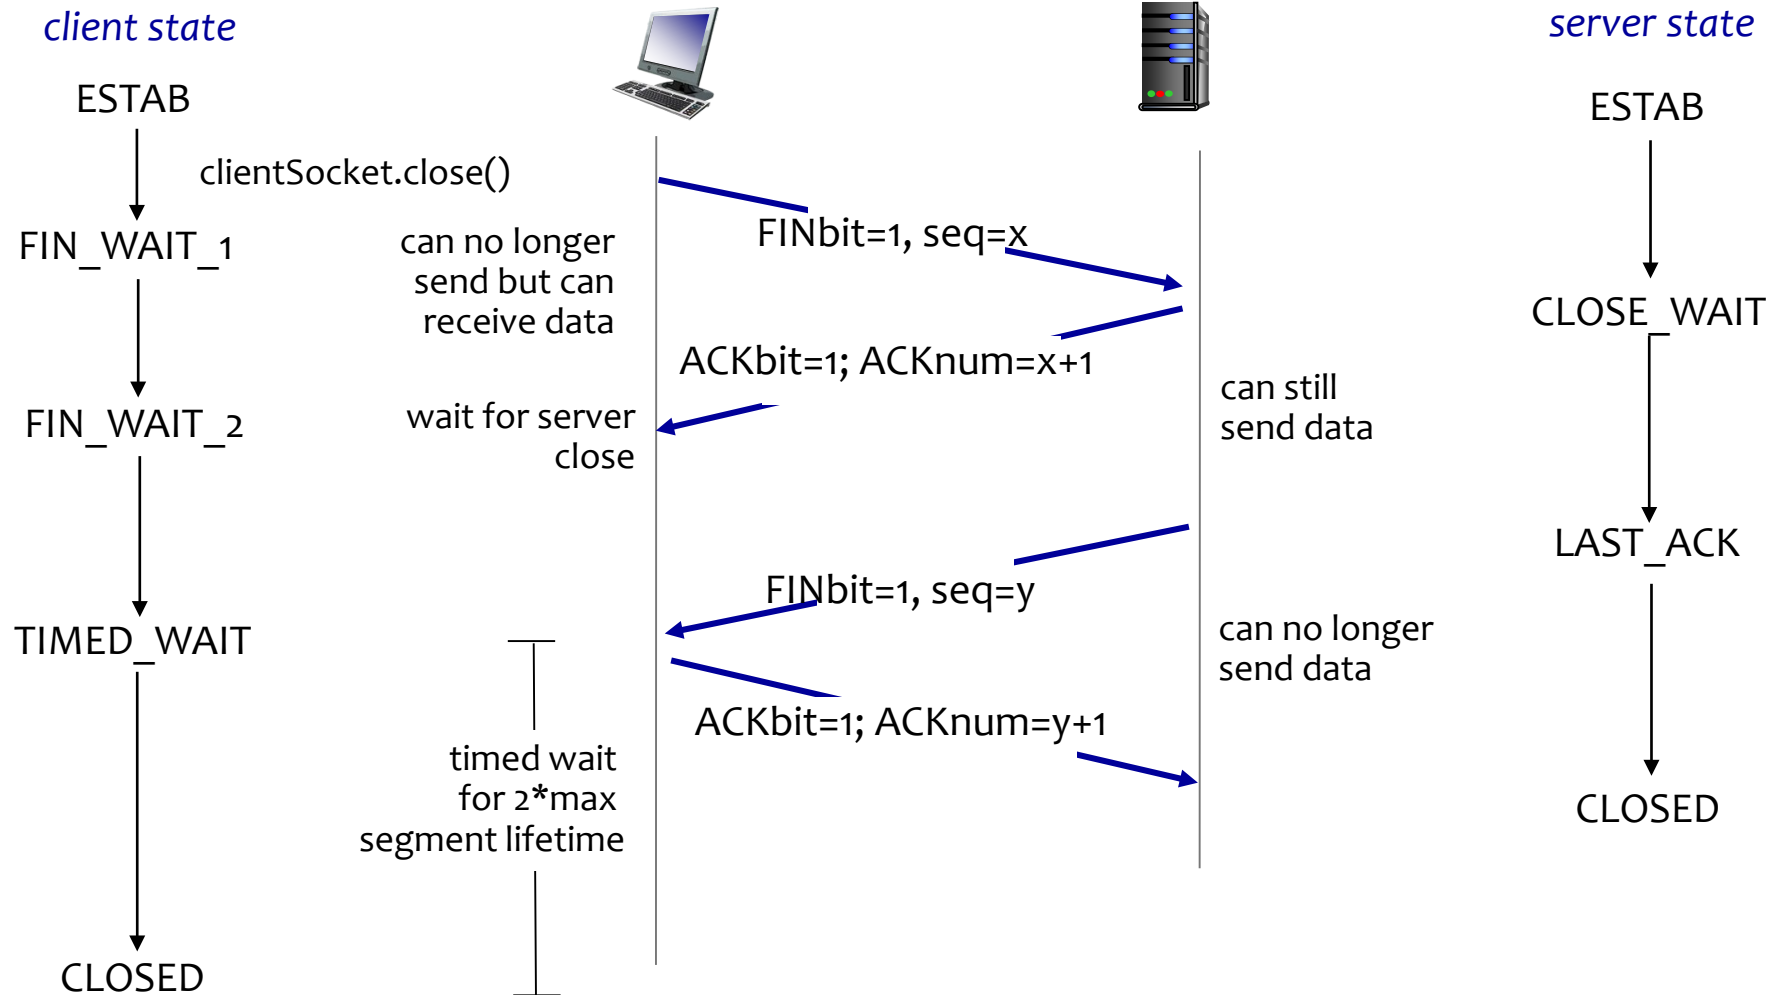 client state
server state
ESTAB
ESTAB
clientSocket.close()
FIN_WAIT_1
can no longer
send but can
receive data
FINbit=1, seq=x
CLOSE_WAIT
ACKbit=1; ACKnum=x+1
can still
send data
FIN_WAIT_2
wait for server
close
LAST_ACK
FINbit=1, seq=y
TIMED_WAIT
can no longer
send data
ACKbit=1; ACKnum=y+1
timed wait
for 2*max
segment lifetime
CLOSED
CLOSED